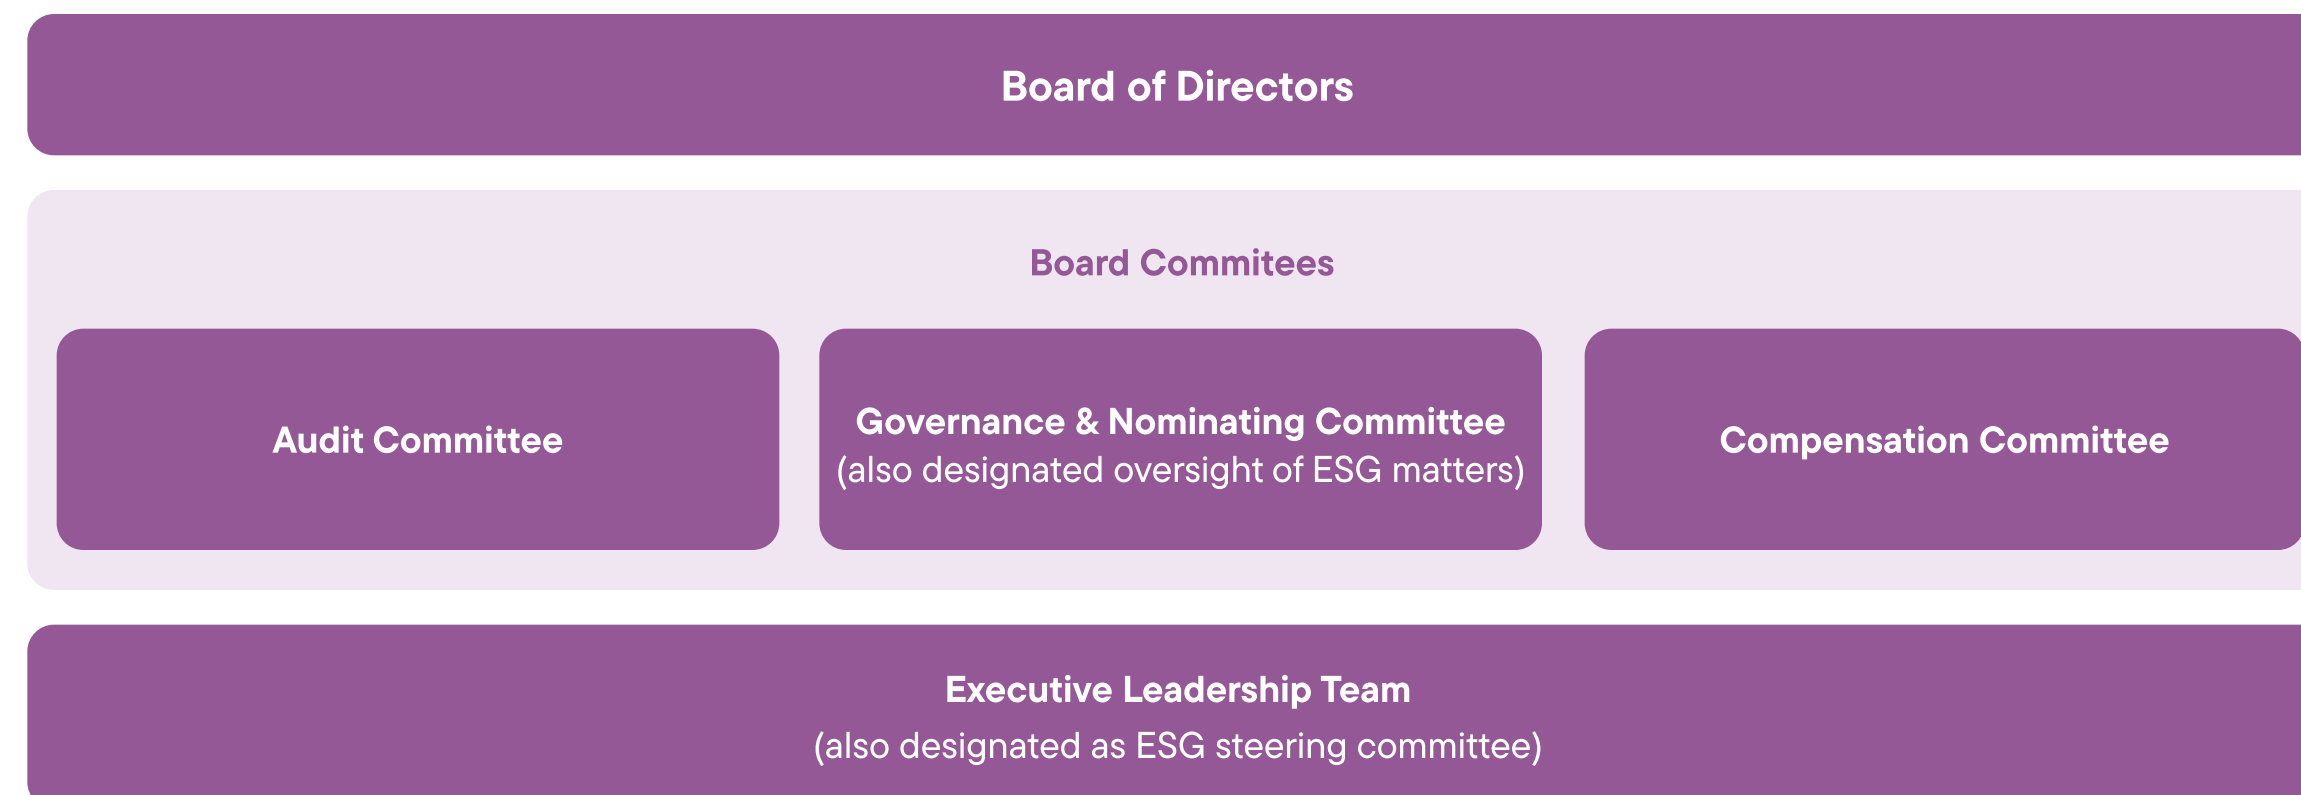 Board of Directors
Board Commitees
Audit Committee
Governance & Nominating Committee
(also designated oversight of ESG matters)
Compensation Committee
Executive Leadership Team
(also designated as ESG steering committee)